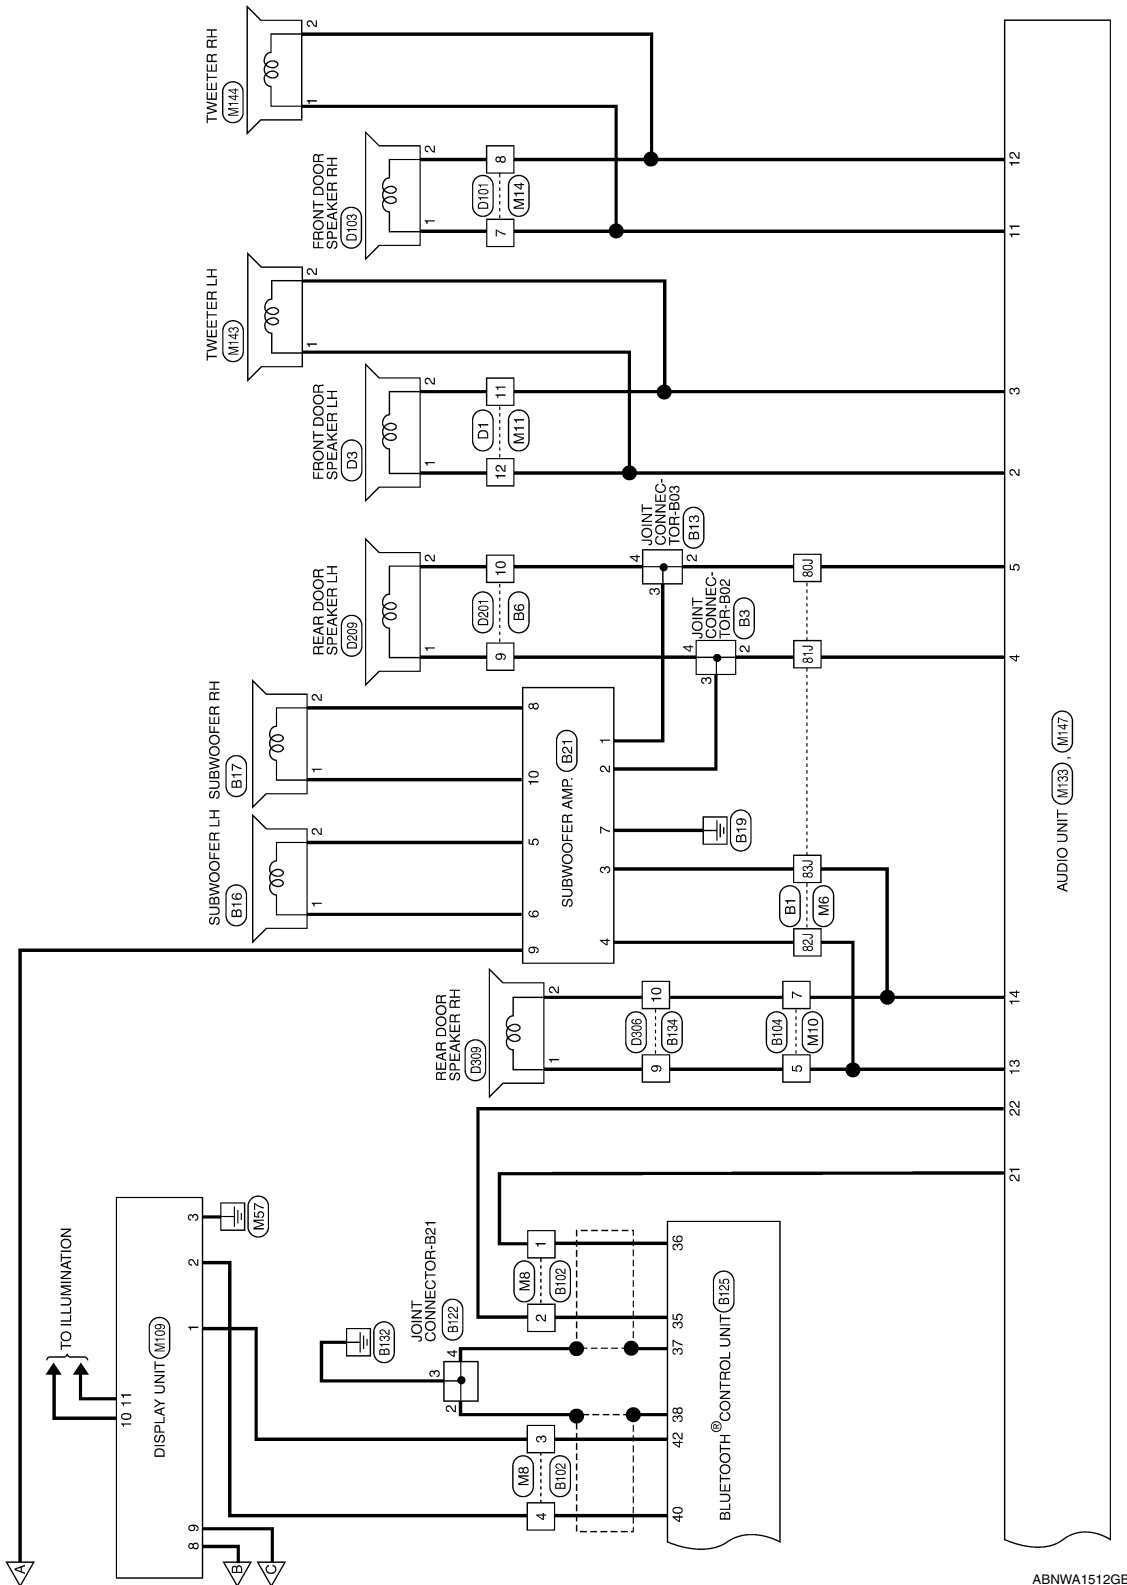 A
TO ILLUMINATION
10 11
DISPLAY UNIT M109
8 9
1 2 3
B
C
M57
JOINT
CONNECTOR-B21
B122
B132
2 3 4
4 M8 B102 3
2 M8 B102 1
40 42 38 37 35 36
BLUETOOTH® CONTROL UNIT B125
REAR DOOR
SPEAKER RH
D309
1 2
9 D306 B134 10
5 B104 M10 7
SUBWOOFER LH
B16
1 2
SUBWOOFER RH
B17
1 2
9 6 5 10 8
SUBWOOFER AMP. B21
4 3 7 2 1
B19
82J B1 M6 83J
81J 80J
REAR DOOR
SPEAKER LH
D209
1 2
9 D201 B6 10
JOINT
CONNEC-
TOR-B02
B3
3 4 2
JOINT
CONNEC-
TOR-B03
B13
3 4 2
FRONT DOOR
SPEAKER LH
D3
1 2
12 D1 M11 11
TWEETER LH
M143
1 2
FRONT DOOR
SPEAKER RH
D103
1 2
7 D101 M14 8
TWEETER RH
M144
1 2
21 22 13 14 4 5 2 3 11 12
AUDIO UNIT M133 , M147
ABNWA1512GB